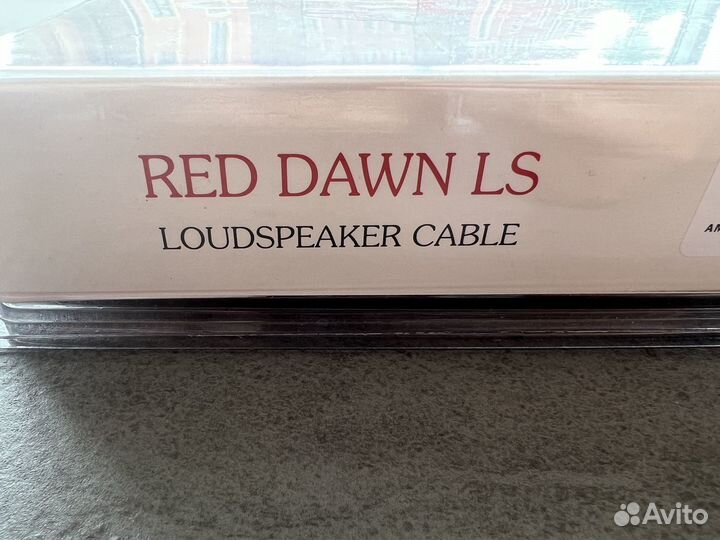 RED DAWN LS
LOUDSPEAKER CABLE
Avito